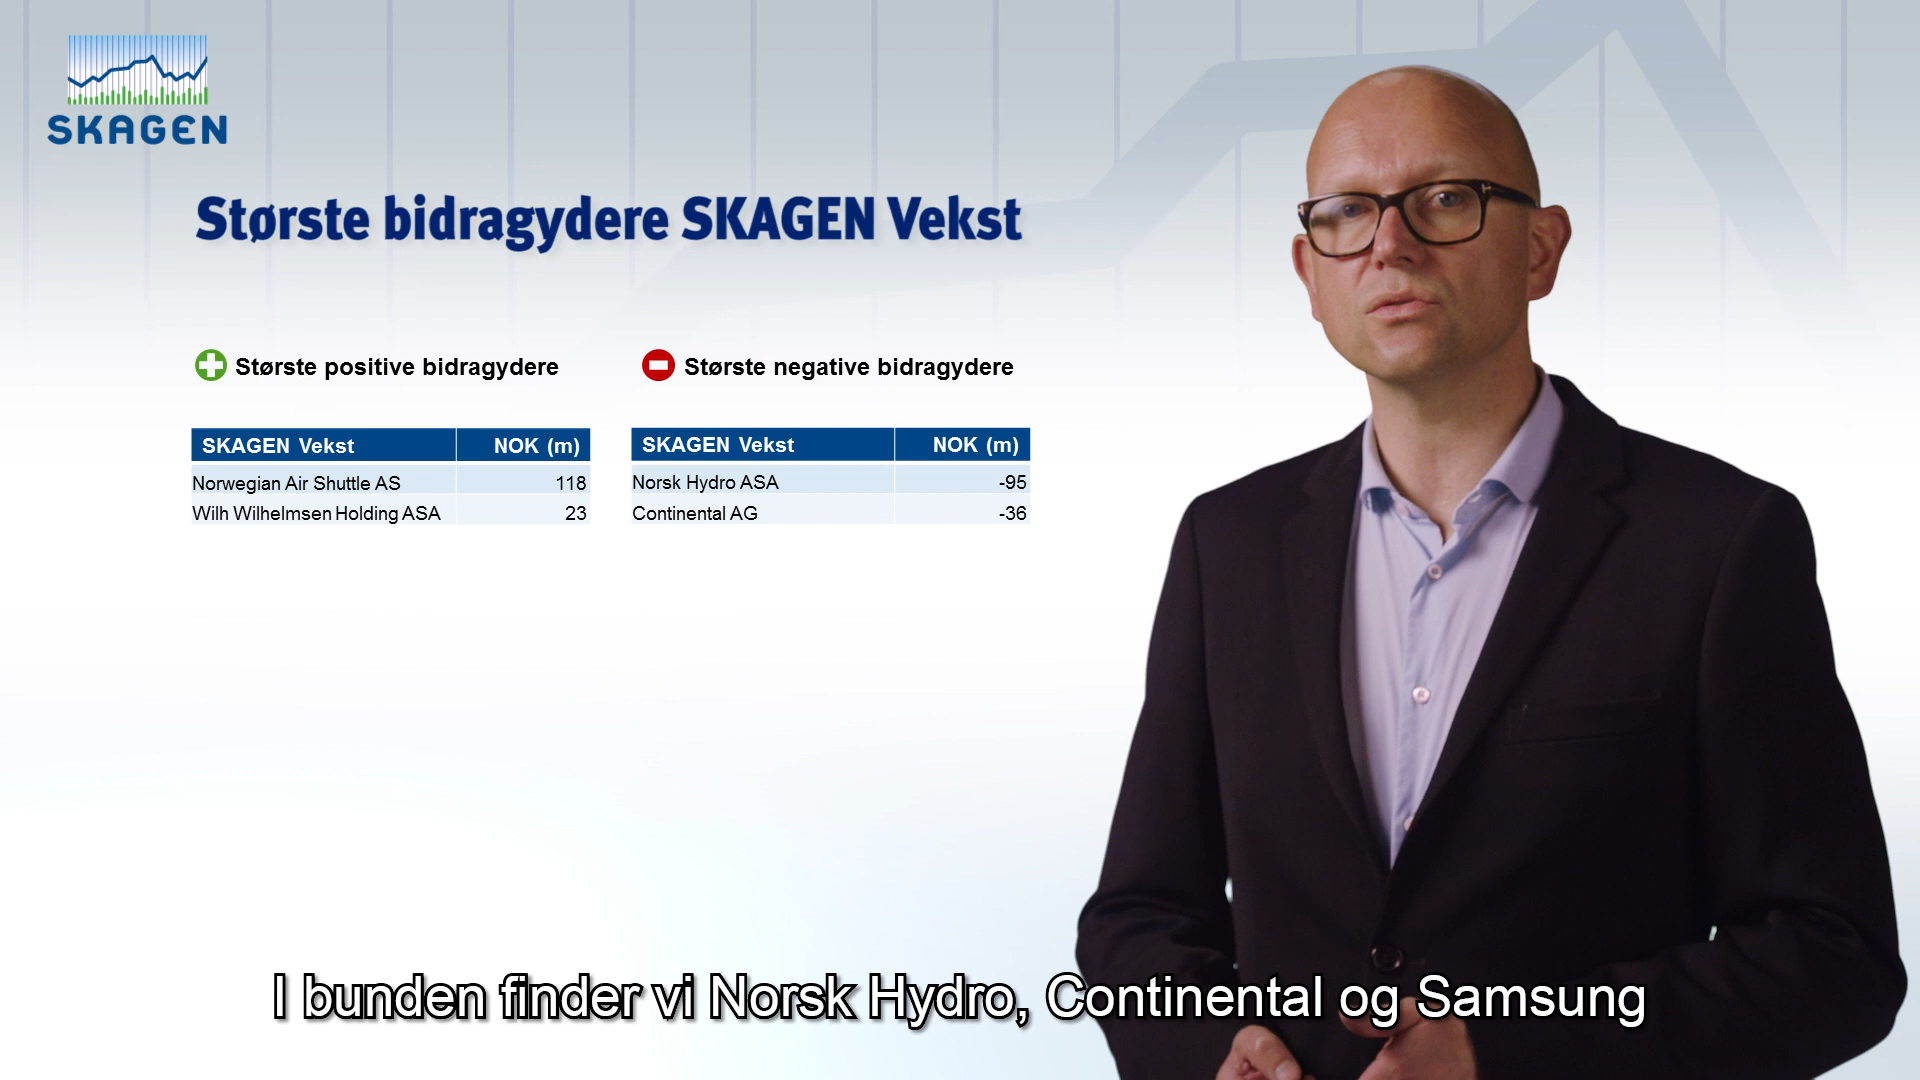 SKAGEN
Største bidragydere SKAGEN Vekst
Største positive bidragydere
SKAGEN Vekst NOK (m)
Norwegian Air Shuttle AS 118
Wilh Wilhelmsen Holding ASA 23
Største negative bidragydere
SKAGEN Vekst NOK (m)
Norsk Hydro ASA -95
Continental AG -36
I bunden finder vi Norsk Hydro, Continental og Samsung